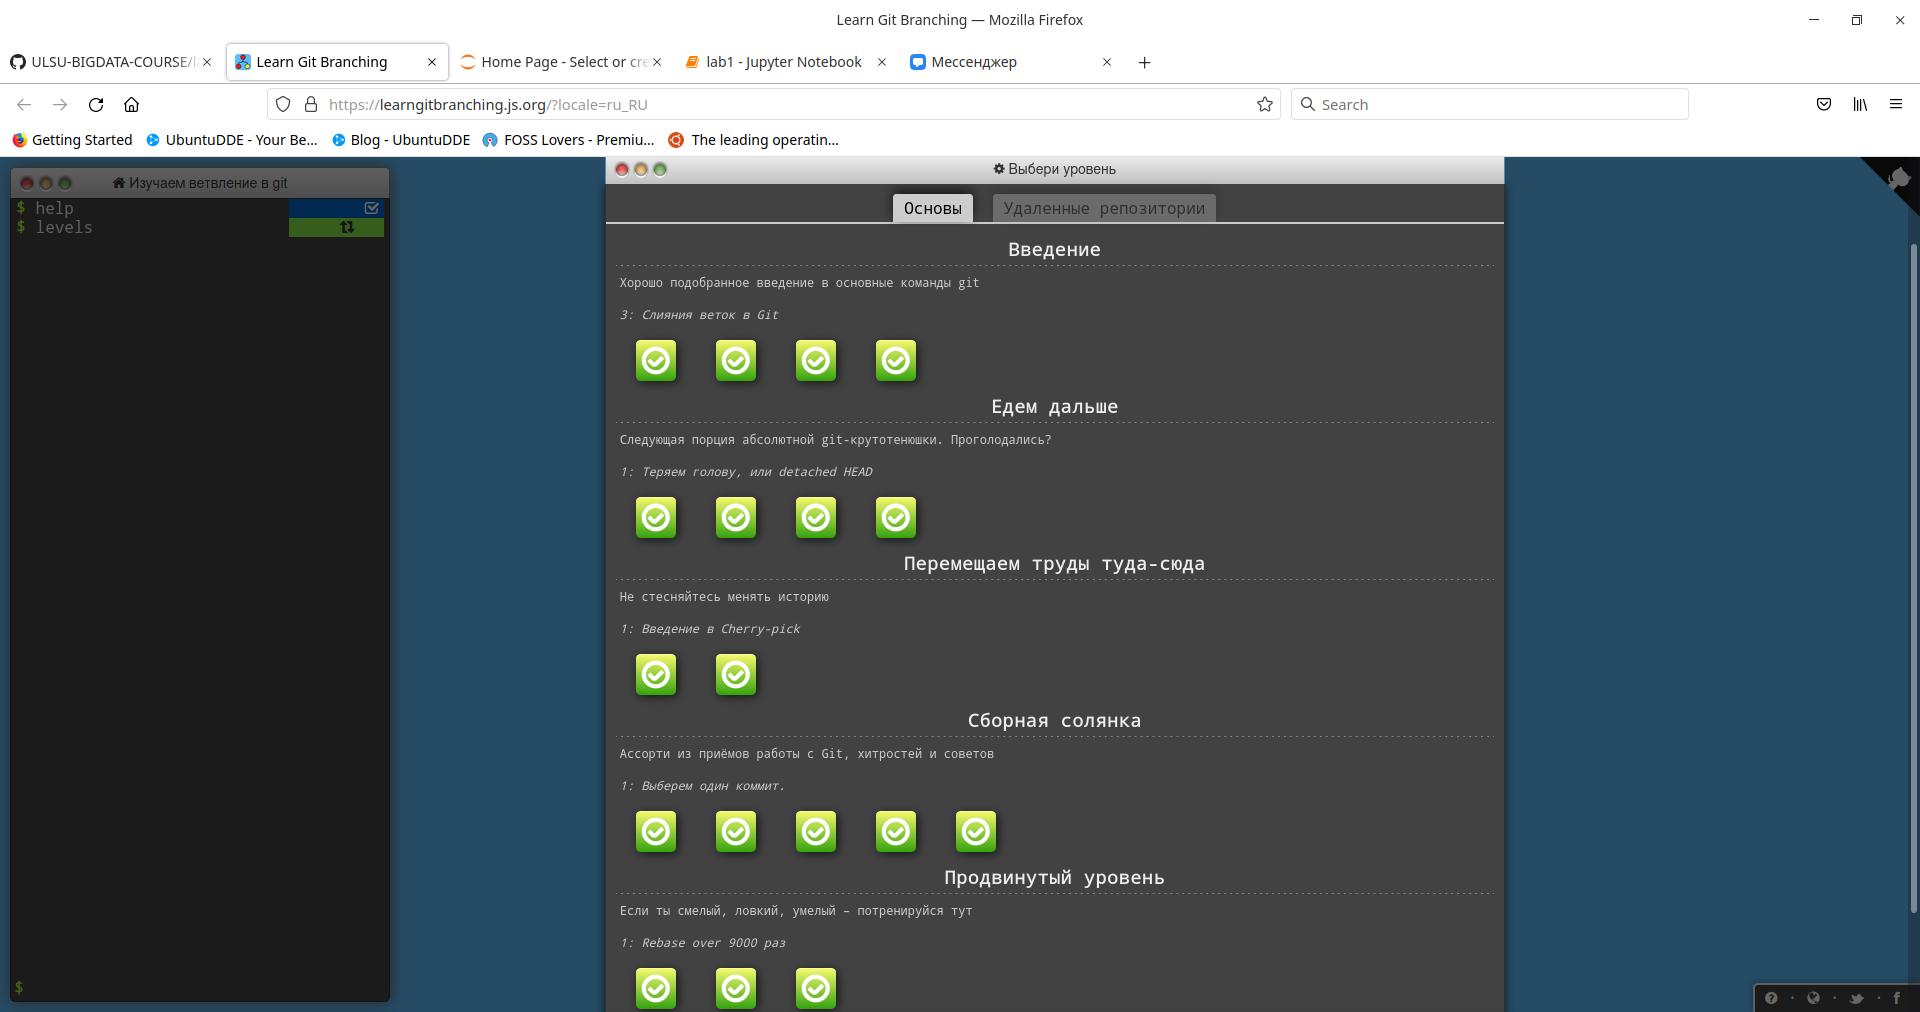 Learn Git Branching — Mozilla Firefox
ULSU-BIGDATA-COURSE/
Learn Git Branching
Home Page - Select or cre
lab1 - Jupyter Notebook
Мессенджер
https://learngitbranching.js.org/?locale=ru_RU
Search
Getting Started
UbuntuDDE - Your Be...
Blog - UbuntuDDE
FOSS Lovers - Premiu...
The leading operatin...
Изучаем ветвление в git
$ help
$ levels
$
Выбери уровень
Основы
Удаленные репозитории
Введение
Хорошо подобранное введение в основные команды git
3: Слияния веток в Git
Едем дальше
Следующая порция абсолютной git-крутотенюшки. Проголодались?
1: Теряем голову, или detached HEAD
Перемещаем труды туда-сюда
Не стесняйтесь менять историю
1: Введение в Cherry-pick
Сборная солянка
Ассорти из приёмов работы с Git, хитростей и советов
1: Выберем один коммит.
Продвинутый уровень
Если ты смелый, ловкий, умелый – потренируйся тут
1: Rebase over 9000 раз